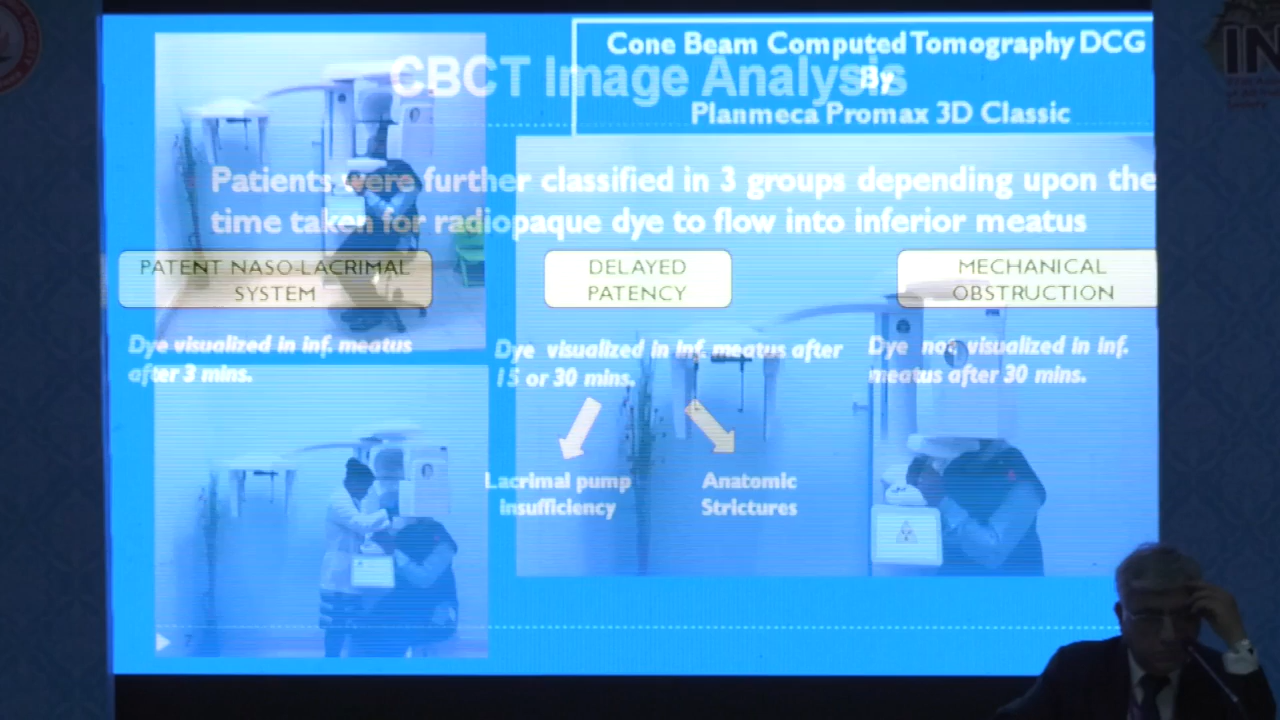 Cone Beam Computed Tomography DCG
By
Planmeca Promax 3D Classic
CBCT Image Analysis
Patients were further classified in 3 groups depending upon the
time taken for radiopaque dye to flow into inferior meatus
PATENT NASO-LACRIMAL
SYSTEM
DELAYED
PATENCY
MECHANICAL
OBSTRUCTION
Dye visualized in inf. meatus
after 3 mins.
Dye visualized in inf. meatus after
15 or 30 mins.
Dye not visualized in inf.
meatus after 30 mins.
Lacrimal pump
insufficiency
Anatomic
Strictures
7
IN